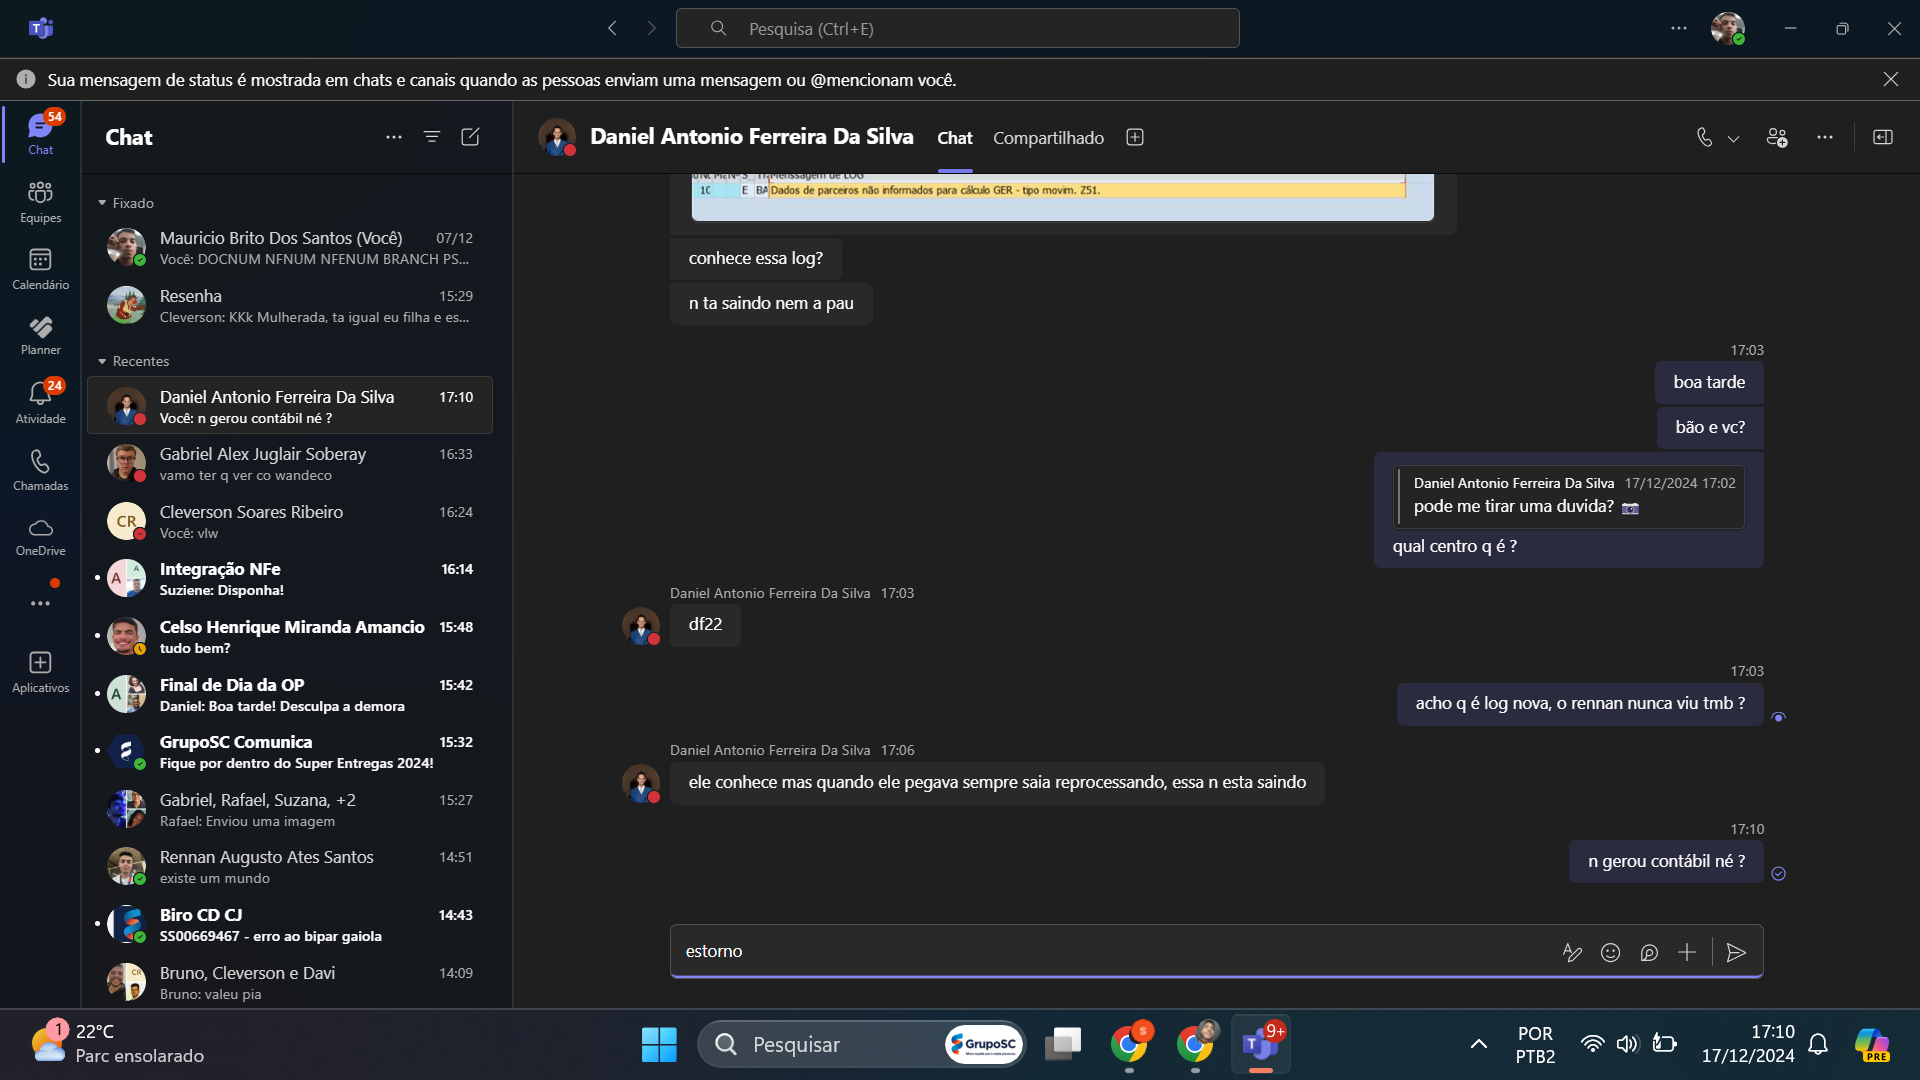 Pesquisa (Ctrl+E)
Sua mensagem de status é mostrada em chats e canais quando as pessoas enviam uma mensagem ou @mencionam você.
54
Chat
Equipes
Calendário
Planner
24
Atividade
Chamadas
OneDrive
Aplicativos
Chat
Fixado
Mauricio Brito Dos Santos (Você) 07/12
Você: DOCNUM NFNUM NFENUM BRANCH PS...
Resenha 15:29
Cleverson: KKk Mulherada, ta igual eu filha e es...
Recentes
Daniel Antonio Ferreira Da Silva 17:10
Você: n gerou contábil né ?
Gabriel Alex Juglair Soberay 16:33
vamo ter q ver co wandeco
CR
Cleverson Soares Ribeiro 16:24
Você: vlw
A A
Integração NFe 16:14
Suziene: Disponha!
Celso Henrique Miranda Amancio 15:48
tudo bem?
A
Final de Dia da OP 15:42
Daniel: Boa tarde! Desculpa a demora
GrupoSC Comunica 15:32
Fique por dentro do Super Entregas 2024!
Gabriel, Rafael, Suzana, +2 15:27
Rafael: Enviou uma imagem
Rennan Augusto Ates Santos 14:51
existe um mundo
Biro CD CJ 14:43
SS00669467 - erro ao bipar gaiola
CR
Bruno, Cleverson e Davi 14:09
Bruno: valeu pia
Daniel Antonio Ferreira Da Silva Chat Compartilhado
Menssagem de LOG
10 E BA Dados de parceiros não informados para cálculo GER - tipo movim. Z51.
conhece essa log?
n ta saindo nem a pau
17:03
boa tarde
bão e vc?
Daniel Antonio Ferreira Da Silva 17/12/2024 17:02
pode me tirar uma duvida?
qual centro q é ?
Daniel Antonio Ferreira Da Silva 17:03
df22
17:03
acho q é log nova, o rennan nunca viu tmb ?
Daniel Antonio Ferreira Da Silva 17:06
ele conhece mas quando ele pegava sempre saia reprocessando, essa n esta saindo
17:10
n gerou contábil né ?
estorno
1
22°C
Parc ensolarado
Pesquisar
GrupoSC
S
9+
POR
PTB2
17:10
17/12/2024
PRE